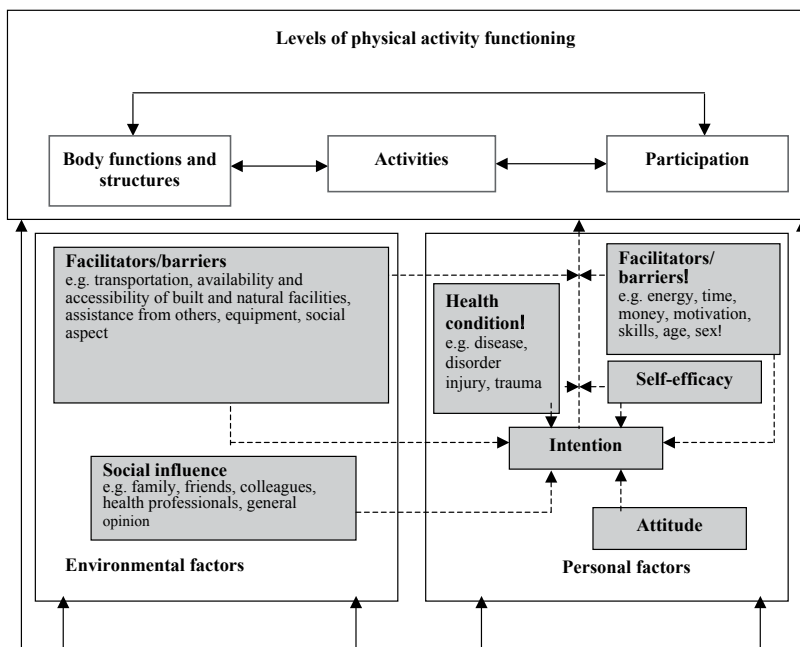 Levels of physical activity functioning
Body functions and
structures
Activities
Participation
Facilitators/barriers
e.g. transportation, availability and
accessibility of built and natural facilities,
assistance from others, equipment, social
aspect
Health
condition!
e.g. disease,
disorder
injury, trauma
Facilitators/
barriers!
e.g. energy, time,
money, motivation,
skills, age, sex!
Self-efficacy
Intention
Social influence
e.g. family, friends, colleagues,
health professionals, general
opinion
Attitude
Environmental factors
Personal factors